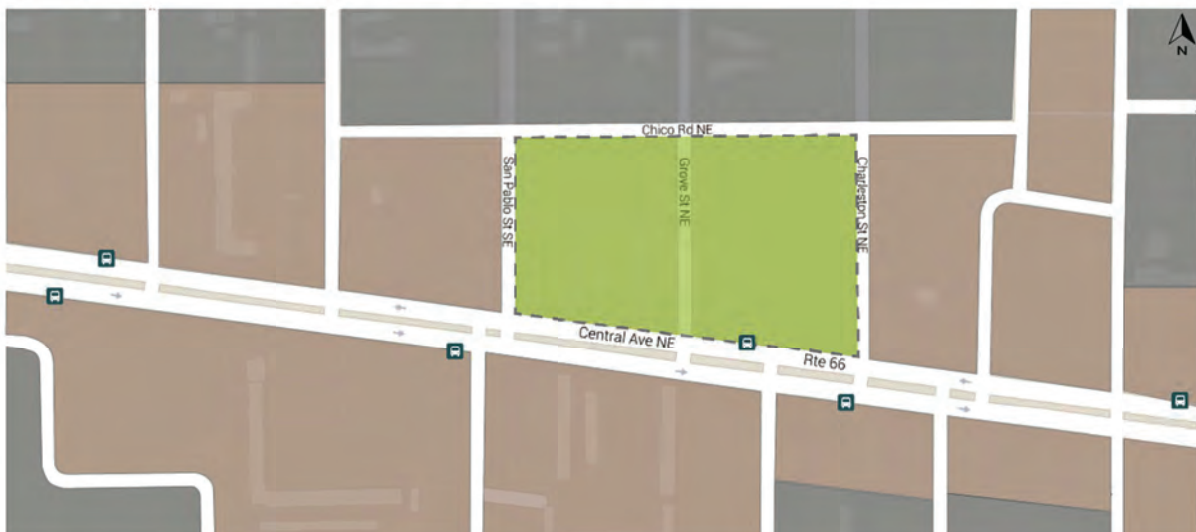 N
Chico Rd NE
San Pablo St SE
Grove St NE
Charleston St NE
Central Ave NE
Rte 66